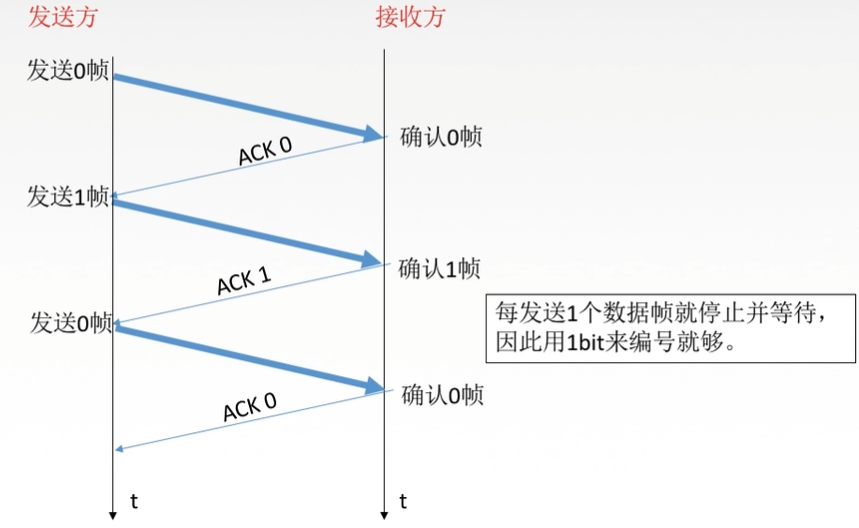 发送方
接收方
发送0帧
确认0帧
ACK 0
发送1帧
确认1帧
ACK 1
每发送1个数据帧就停止并等待，
因此用1bit来编号就够。
发送0帧
确认0帧
ACK 0
t
t